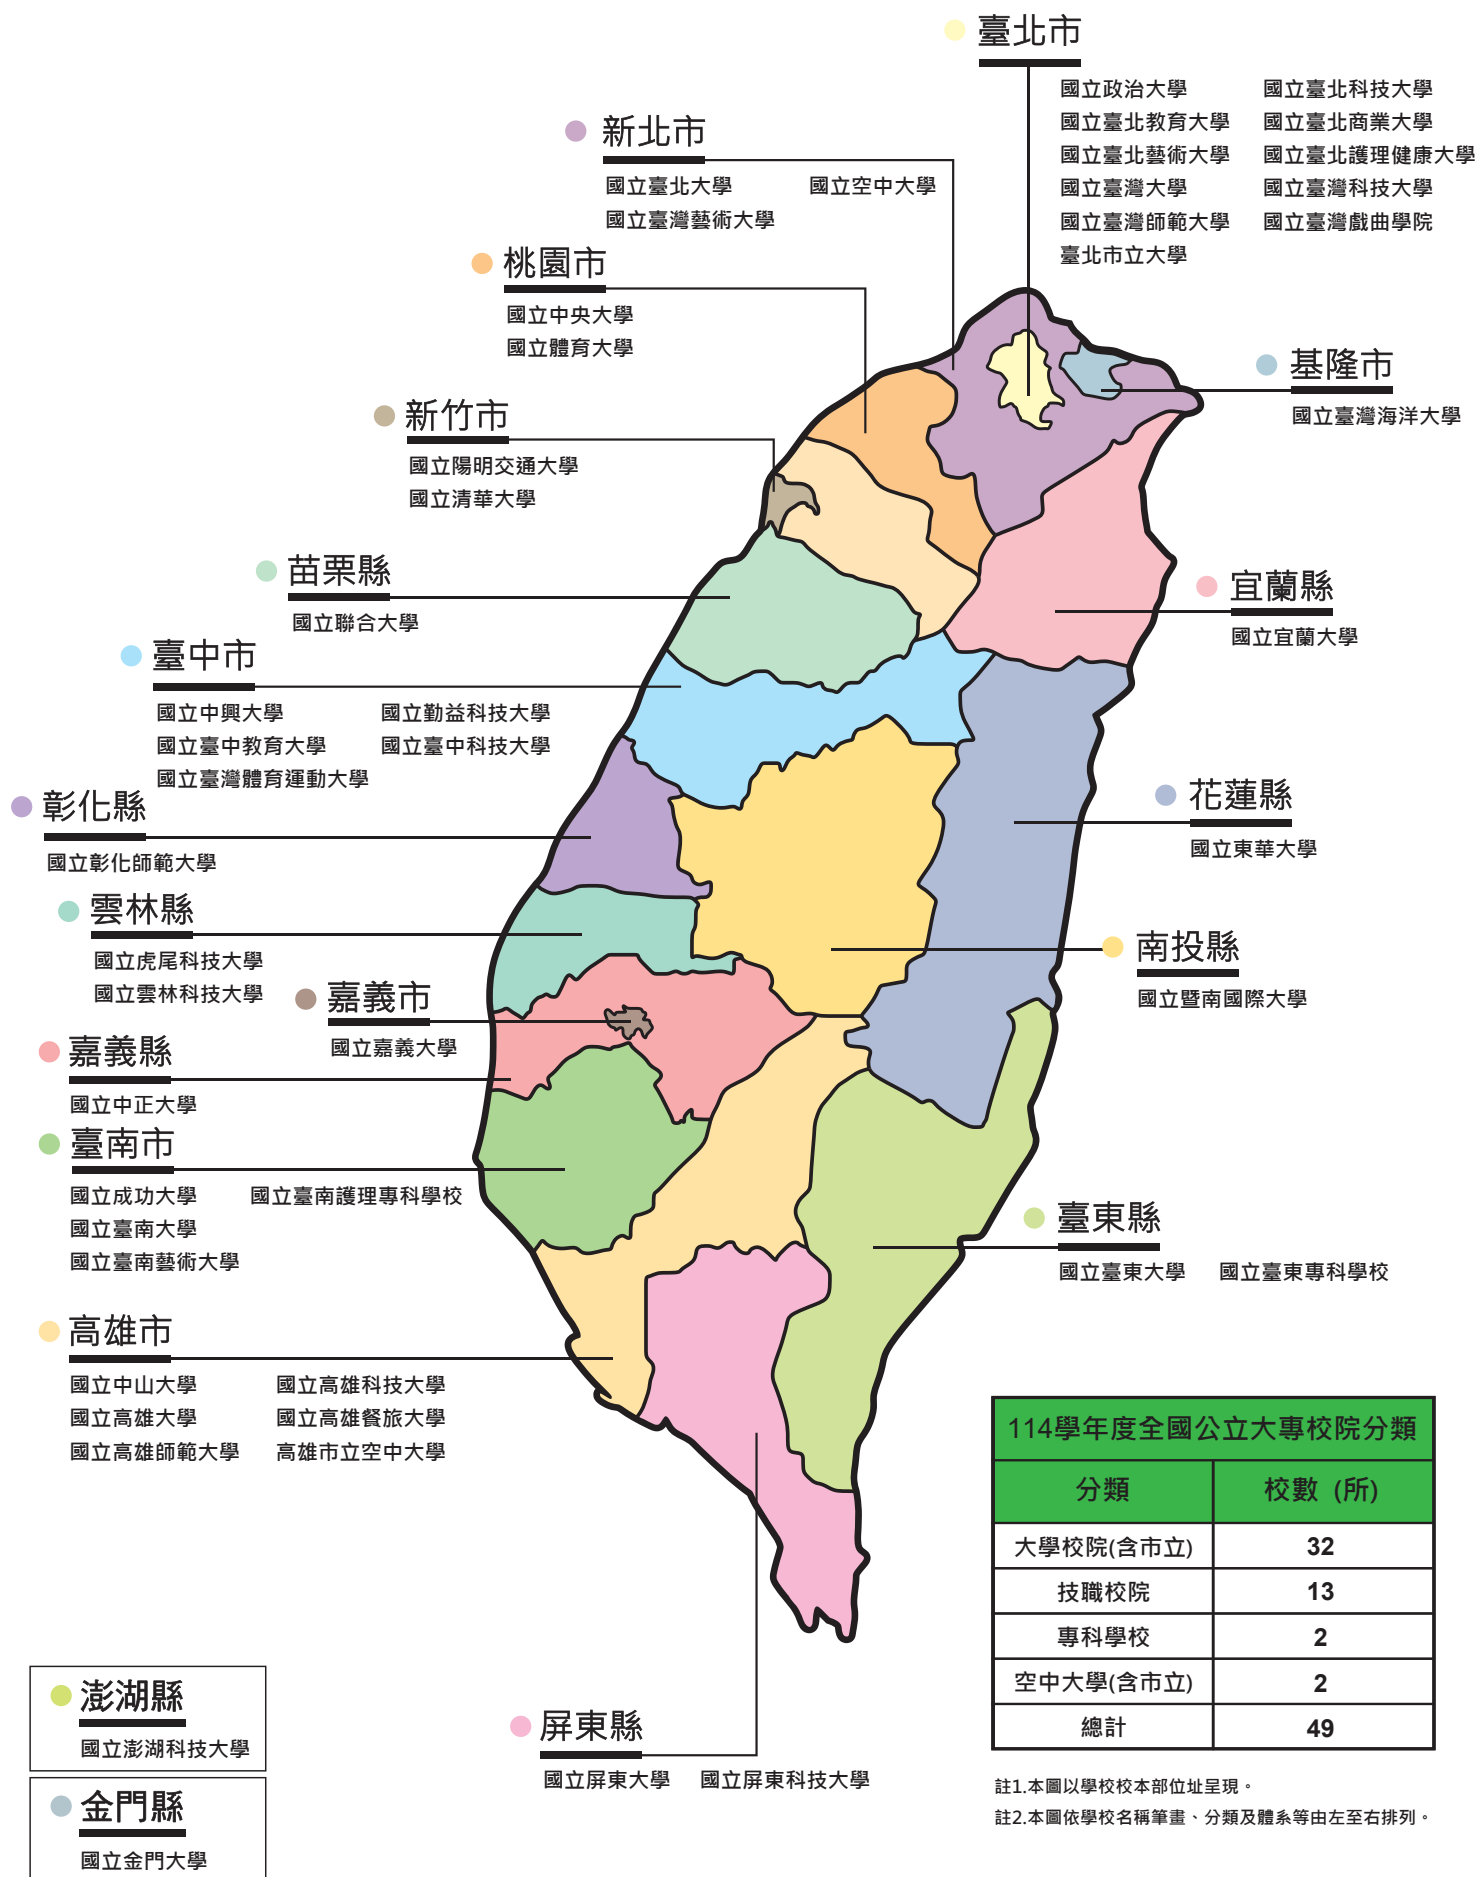 臺北市
國立政治大學 國立臺北科技大學
國立臺北教育大學 國立臺北商業大學
國立臺北藝術大學 國立臺北護理健康大學
國立臺灣大學 國立臺灣科技大學
國立臺灣師範大學 國立臺灣戲曲學院
臺北市立大學
新北市
國立臺北大學 國立空中大學
國立臺灣藝術大學
桃園市
國立中央大學
國立體育大學
基隆市
國立臺灣海洋大學
新竹市
國立陽明交通大學
國立清華大學
苗栗縣
國立聯合大學
宜蘭縣
國立宜蘭大學
臺中市
國立中興大學 國立勤益科技大學
國立臺中教育大學 國立臺中科技大學
國立臺灣體育運動大學
彰化縣
國立彰化師範大學
花蓮縣
國立東華大學
雲林縣
國立虎尾科技大學
國立雲林科技大學
南投縣
國立暨南國際大學
嘉義市
國立嘉義大學
嘉義縣
國立中正大學
臺南市
國立成功大學 國立臺南護理專科學校
國立臺南大學
國立臺南藝術大學
臺東縣
國立臺東大學 國立臺東專科學校
高雄市
國立中山大學 國立高雄科技大學
國立高雄大學 國立高雄餐旅大學
國立高雄師範大學 高雄市立空中大學
114學年度全國公立大專校院分類
分類 校數 (所)
大學校院(含市立) 32
技職校院 13
專科學校 2
空中大學(含市立) 2
總計 49
澎湖縣
國立澎湖科技大學
屏東縣
國立屏東大學 國立屏東科技大學
金門縣
國立金門大學
註1.本圖以學校校本部位址呈現。
註2.本圖依學校名稱筆畫、分類及體系等由左至右排列。